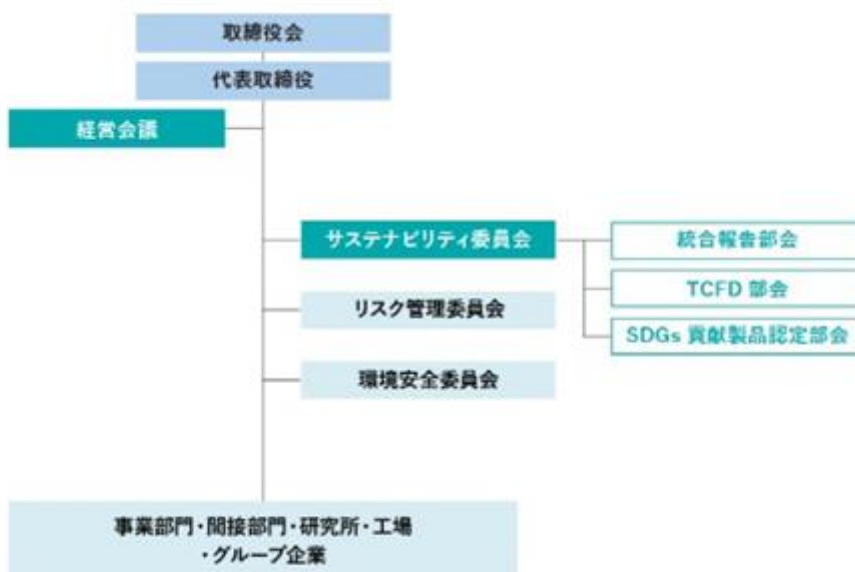 取締役会
代表取締役
経営会議
サステナビリティ委員会
統合報告部会
TCFD 部会
リスク管理委員会
SDGs 貢献製品認定部会
環境安全委員会
事業部門・間接部門・研究所・工場
・グループ企業